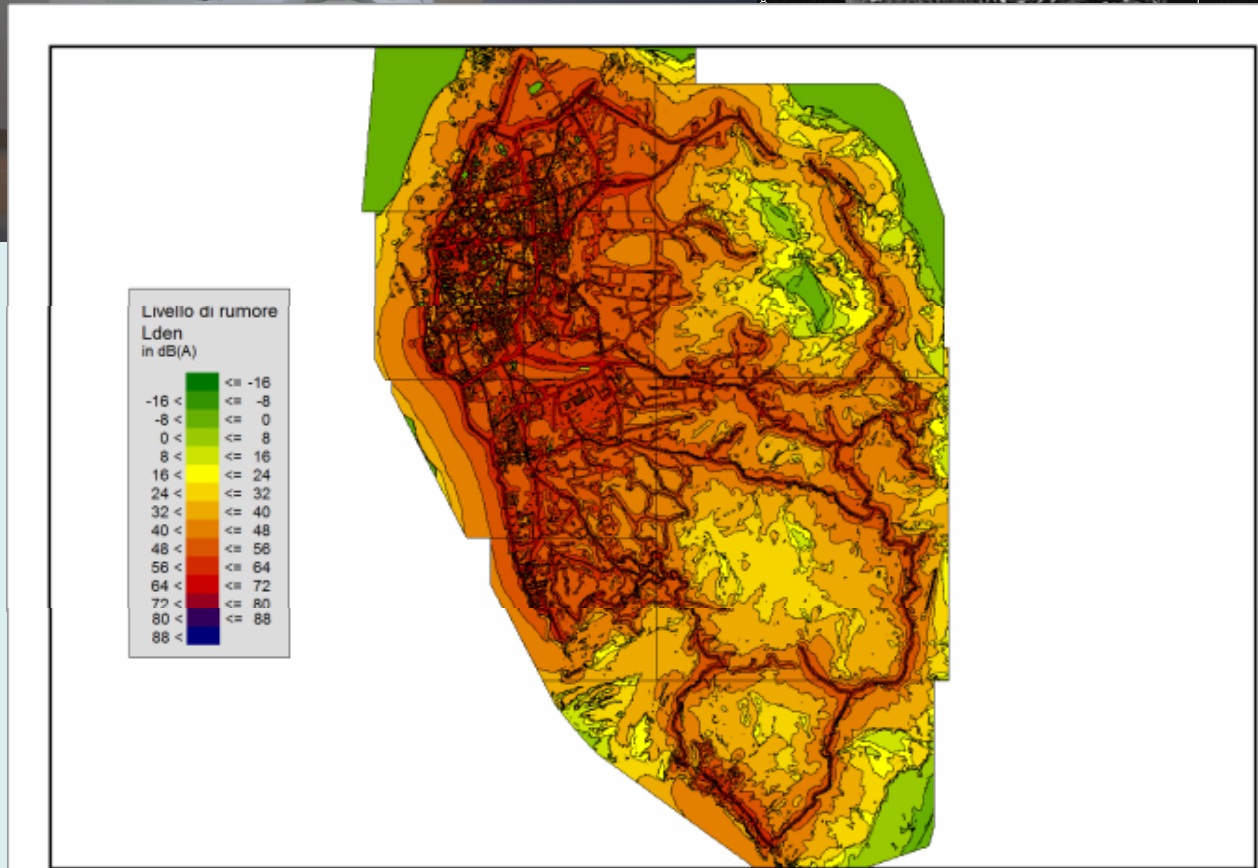 Livello di rumore
Lden
in dB(A)
<= -16
-16 < <= -8
-8 < <= 0
0 < <= 8
8 < <= 16
16 < <= 24
24 < <= 32
32 < <= 40
40 < <= 48
48 < <= 56
56 < <= 64
64 < <= 72
72 < <= 80
80 < <= 88
88 <